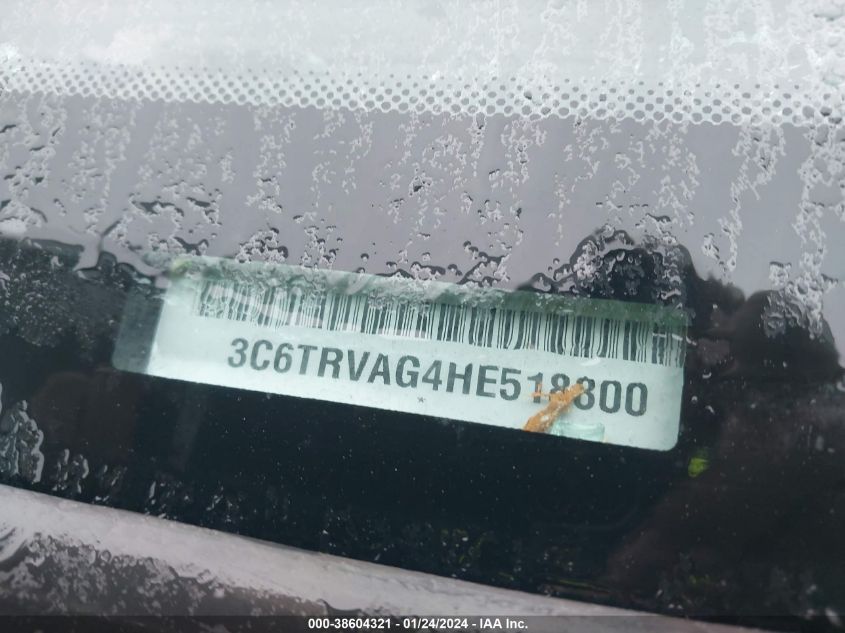 3C6TRVAG4HE518800
000-38604321 - 01/24/2024 - IAA Inc.